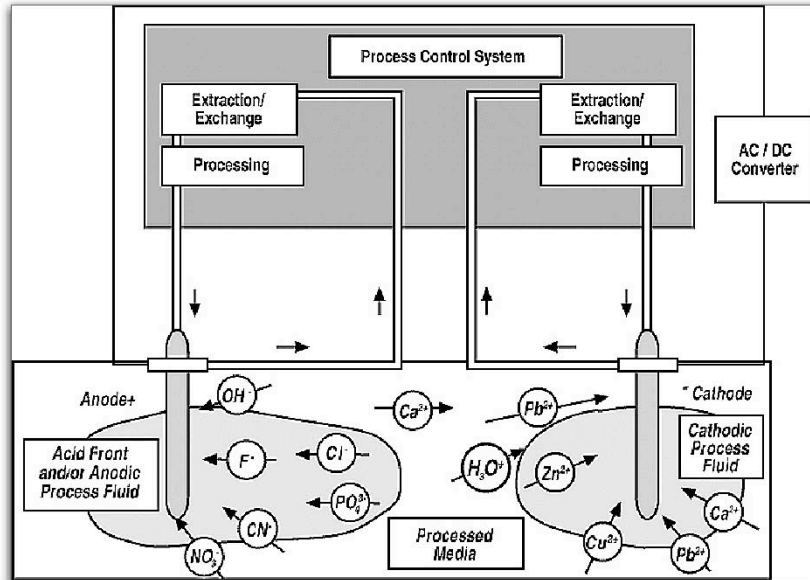 Process Control System
Extraction/
Exchange
Extraction/
Exchange
Processing
Processing
AC / DC
Converter
Anode+
OH-
Ca2+
Pb2+
- Cathode
Acid Front
and/or Anodic
Process Fluid
F-
Cl-
H3O+
Zn2+
Cathodic
Process
Fluid
PO43-
CN-
NO3-
Processed
Media
Cu2+
Pb2+
Ca2+